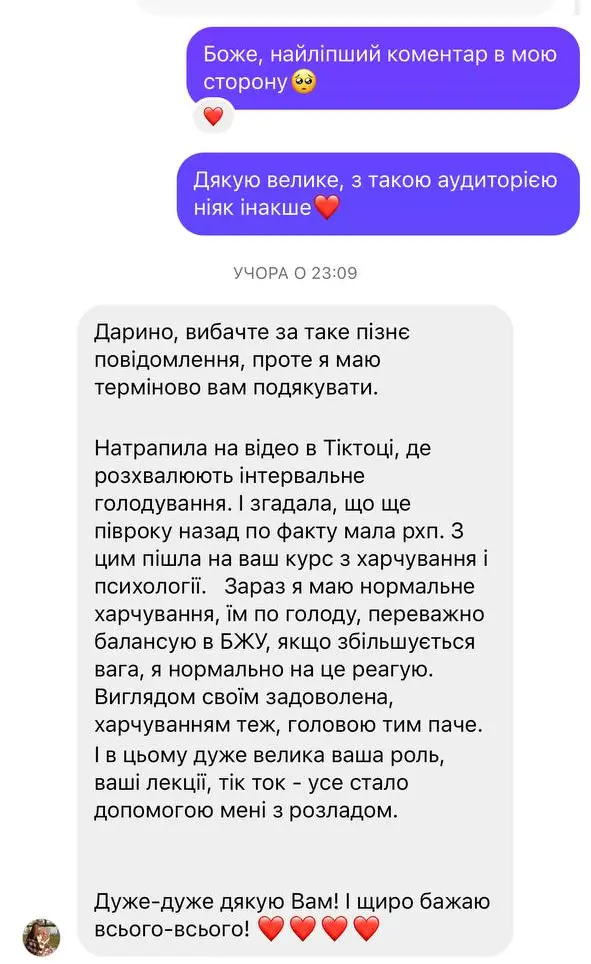 Боже, найліпший коментар в мою
сторону🥺
❤️
Дякую велике, з такою аудиторією
ніяк інакше❤️
УЧОРА О 23:09
Дарино, вибачте за таке пізнє
повідомлення, проте я маю
терміново вам подякувати.
Натрапила на відео в Тіктоці, де
розхвалюють інтервальне
голодування. І згадала, що ще
півроку назад по факту мала рхп. З
цим пішла на ваш курс з харчування і
психології.   Зараз я маю нормальне
харчування, їм по голоду, переважно
балансую в БЖУ, якщо збільшується
вага, я нормально на це реагую.
Виглядом своїм задоволена,
харчуванням теж, головою тим паче.
І в цьому дуже велика ваша роль,
ваші лекції, тік ток - усе стало
допомогою мені з розладом.
Дуже-дуже дякую Вам! І щиро бажаю
всього-всього! ❤️❤️❤️❤️